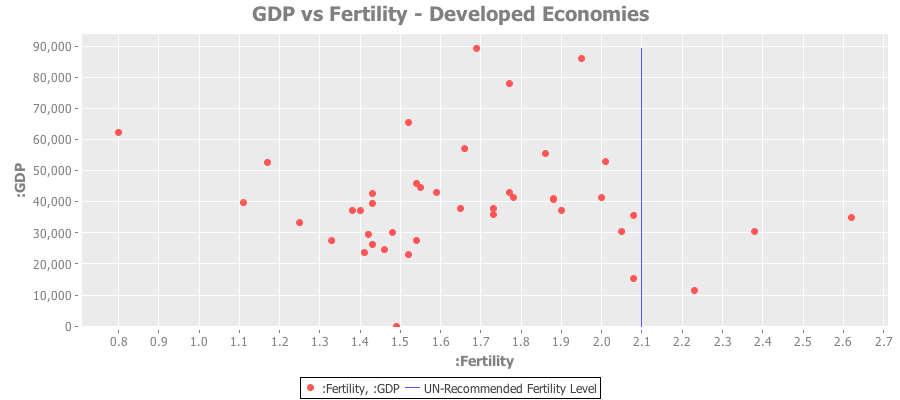 GDP vs Fertility - Developed Economies
90,000
80,000
70,000
60,000
50,000
40,000
30,000
20,000
10,000
0
:GDP
0.8 0.9 1.0 1.1 1.2 1.3 1.4 1.5 1.6 1.7 1.8 1.9 2.0 2.1 2.2 2.3 2.4 2.5 2.6 2.7
:Fertility
:Fertility, :GDP UN-Recommended Fertility Level